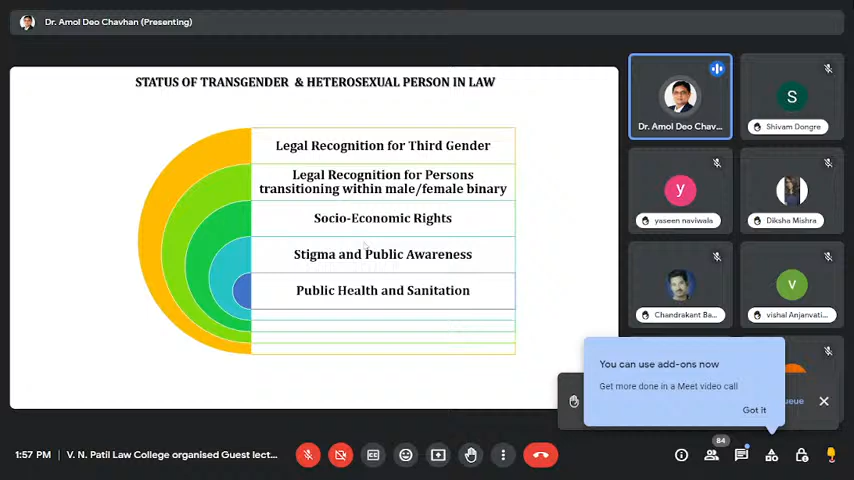 Dr. Amol Deo Chavhan (Presenting)
STATUS OF TRANSGENDER & HETEROSEXUAL PERSON IN LAW
Legal Recognition for Third Gender
Legal Recognition for Persons
transitioning within male/female binary
Socio-Economic Rights
Stigma and Public Awareness
Public Health and Sanitation
Dr. Amol Deo Chav...
S
Shivam Dongre
y
yaseen naviwala
Diksha Mishra
Chandrakant Ba...
v
vishal Anjanvati...
You can use add-ons now
Get more done in a Meet video call
Got it
ueue
84
1:57 PM | V. N. Patil Law College organised Guest lect...